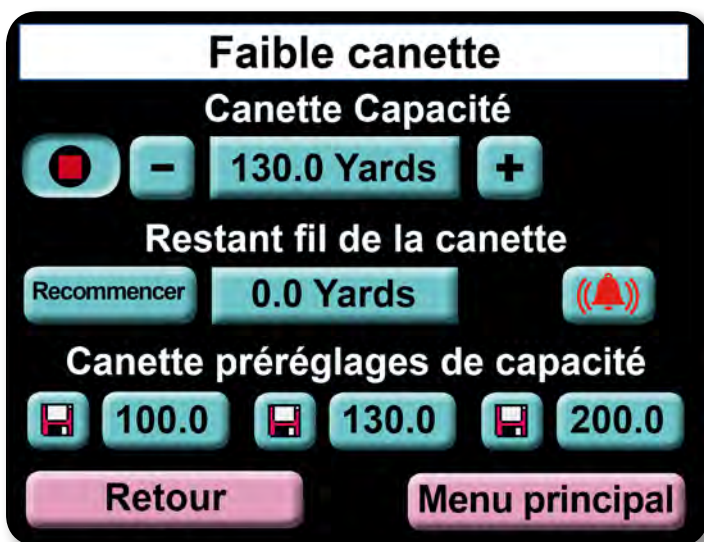 Faible canette
Canette Capacité
- 130.0 Yards +
Restant fil de la canette
Recommencer 0.0 Yards
Canette préréglages de capacité
100.0 130.0 200.0
Retour Menu principal